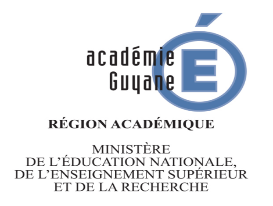 académie
Guyane É
RÉGION ACADÉMIQUE
MINISTÈRE
DE L'ÉDUCATION NATIONALE,
DE L'ENSEIGNEMENT SUPÉRIEUR
ET DE LA RECHERCHE